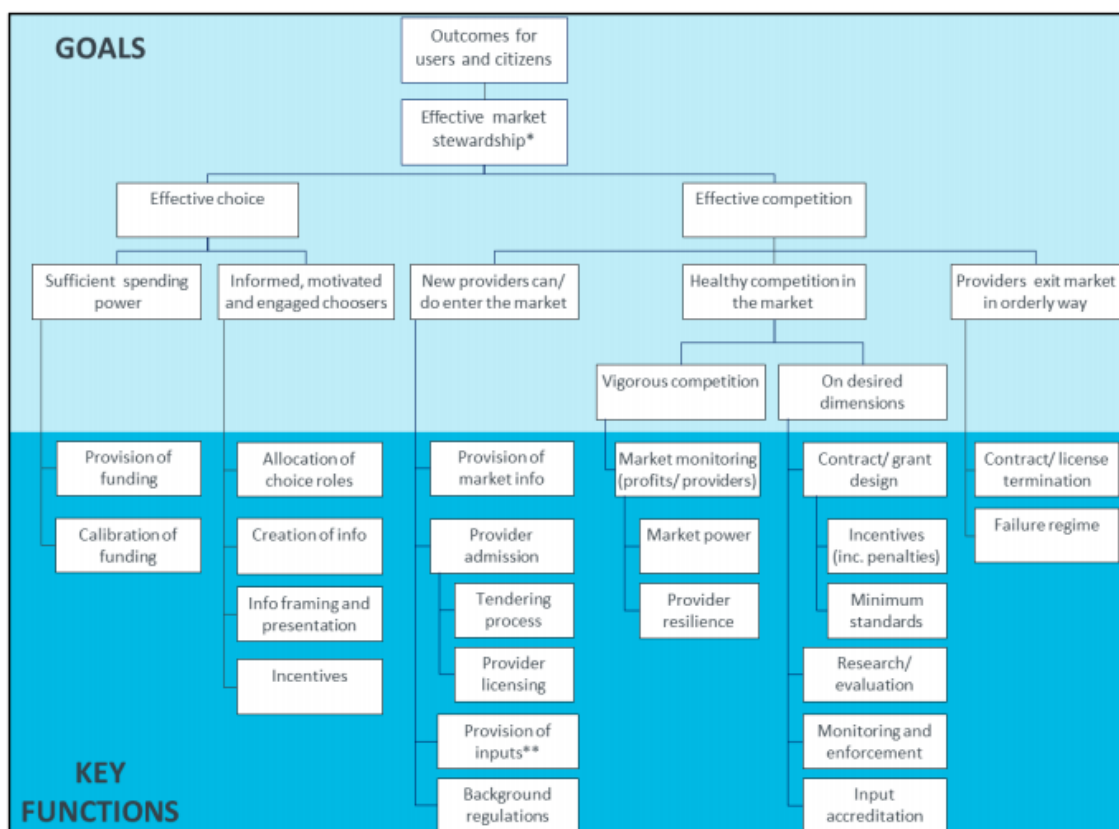 GOALS
Outcomes for
users and citizens
Effective market
stewardship*
Effective choice
Effective competition
Sufficient spending
power
Informed, motivated
and engaged choosers
New providers can/
do enter the market
Healthy competition in
the market
Providers exit market
in orderly way
Vigorous competition
On desired
dimensions
Provision of
funding
Calibration of
funding
Allocation of
choice roles
Creation of info
Info framing and
presentation
Incentives
Provision of
market info
Provider
admission
Tendering
process
Provider
licensing
Provision of
inputs**
Background
regulations
Market monitoring
(profits/ providers)
Market power
Provider
resilience
Contract/ grant
design
Incentives
(inc. penalties)
Minimum
standards
Research/
evaluation
Monitoring and
enforcement
Input
accreditation
Contract/ license
termination
Failure regime
KEY
FUNCTIONS